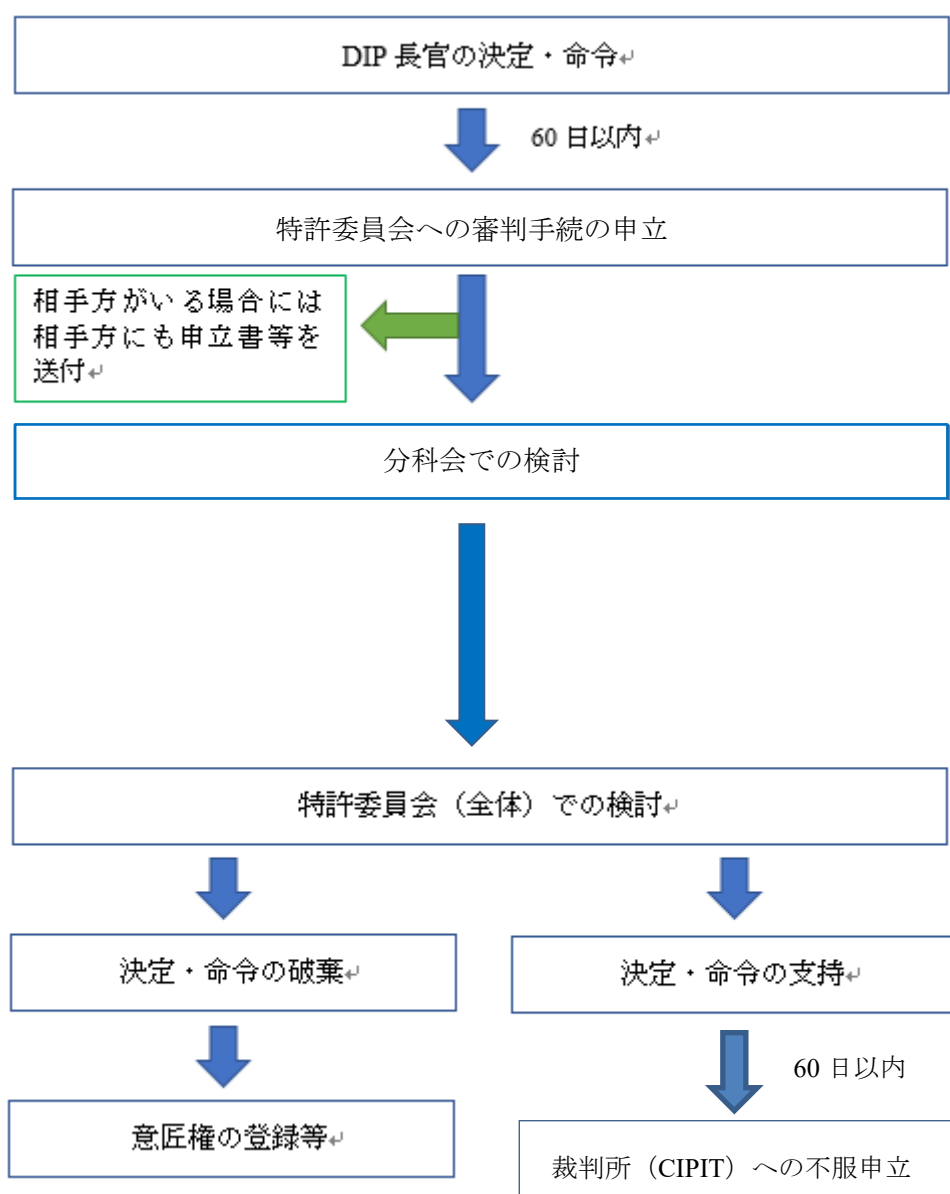 DIP 長官の決定・命令↵
60 日以内↵
特許委員会への審判手続の申立
相手方がいる場合には
相手方にも申立書等を
送付↵
分科会での検討
特許委員会（全体）での検討↵
決定・命令の破棄↵
決定・命令の支持↵
60 日以内
意匠権の登録等↵
裁判所（CIPIT）への不服申立